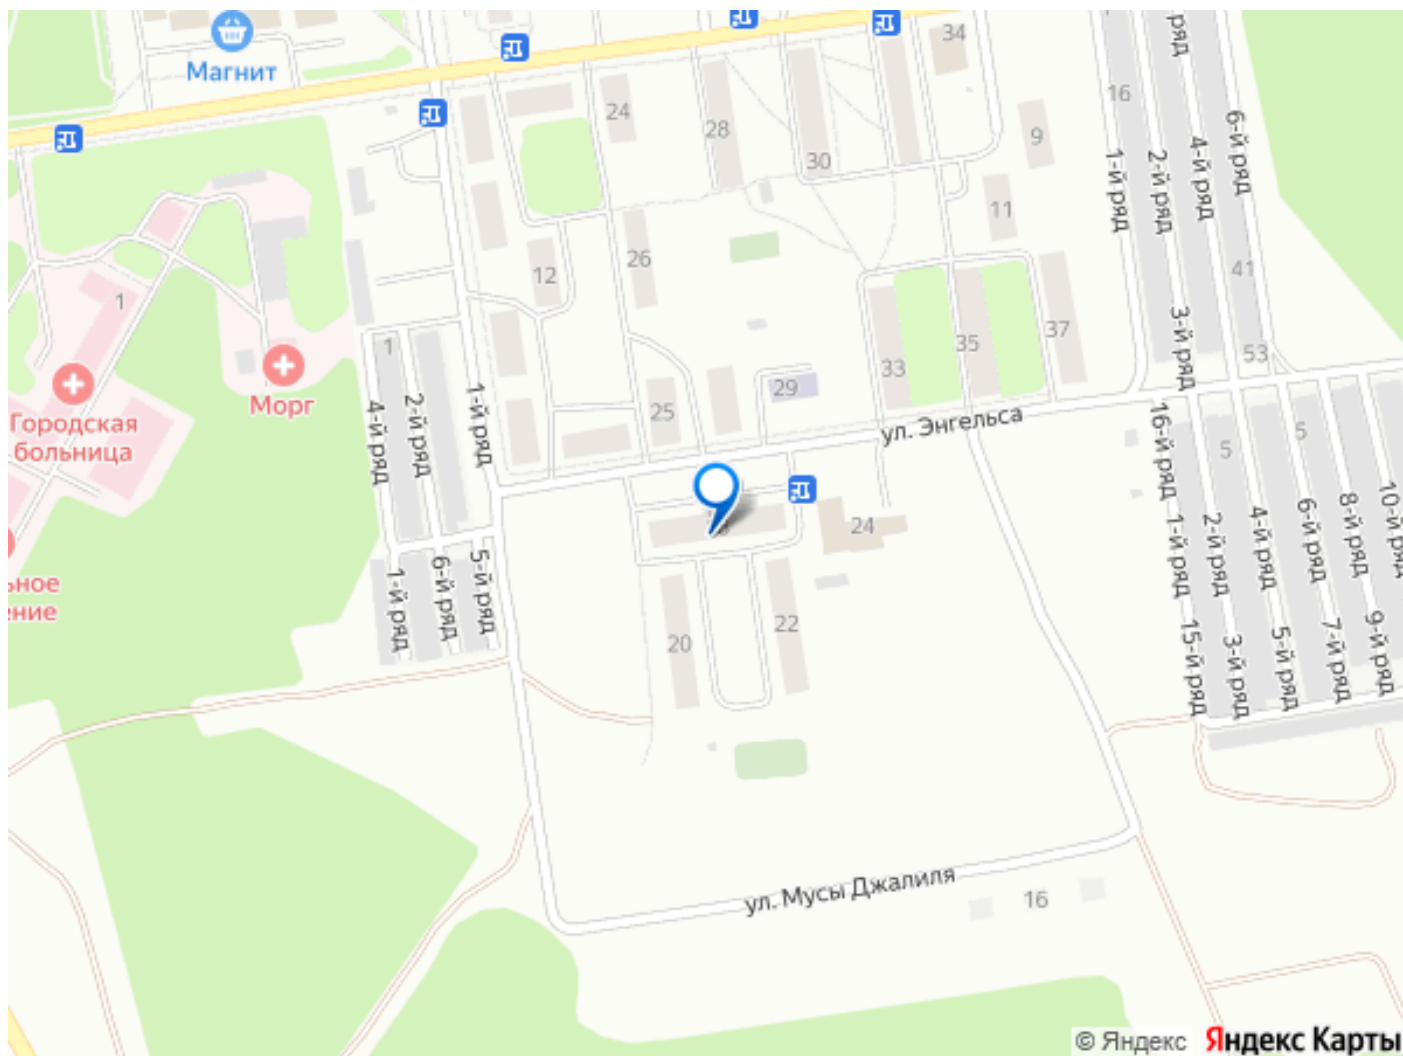 Магнит
34
16
ряд
6-й ряд
4-й ряд
2-й ряд
1-й ряд
24
28
30
9
11
12
26
41
1
37
35
33
3-й ряд
53
1
Морг
29
25
Городская
больница
1-й ряд
2-й ряд
4-й ряд
ул. Энгельса
16-й ряд
5
5
24
10-й ряд
8-й ряд
6-й ряд
4-й ряд
2-й ряд
1-й ряд
5-й ряд
6-й ряд
1-й ряд
ьное
ение
20
22
15-й ряд
3-й ряд
5-й ряд
7-й ряд
9-й ряд
ул. Мусы Джалиля
16
© Яндекс Яндекс Карты